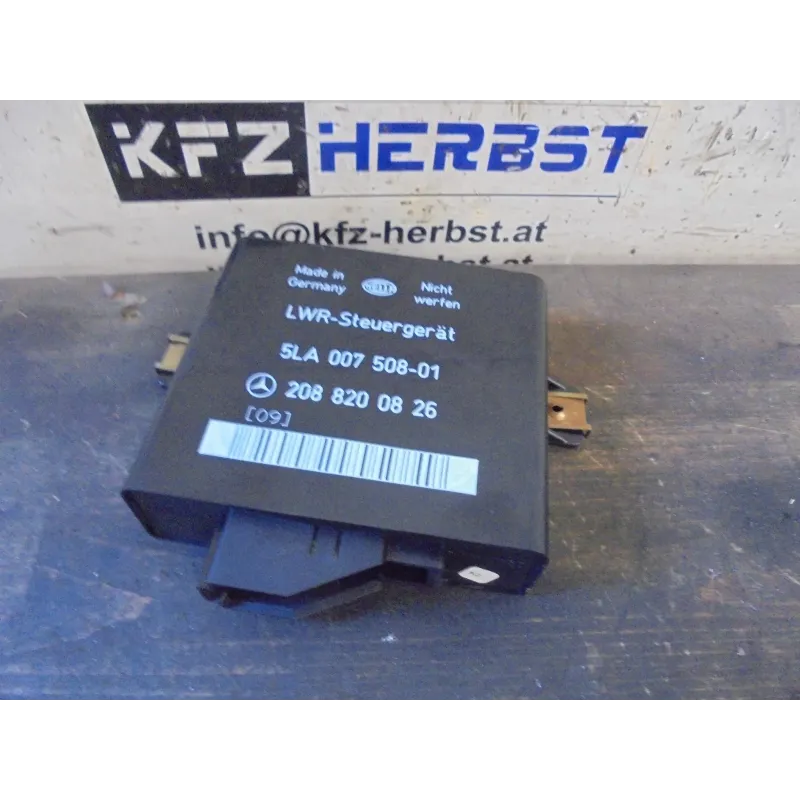 KFZ HERBST
info@kfz-herbst.at
Made in Germany
HELLA
Nicht werfen
LWR-Steuergerät
5LA 007 508-01
208 820 08 26
[09]